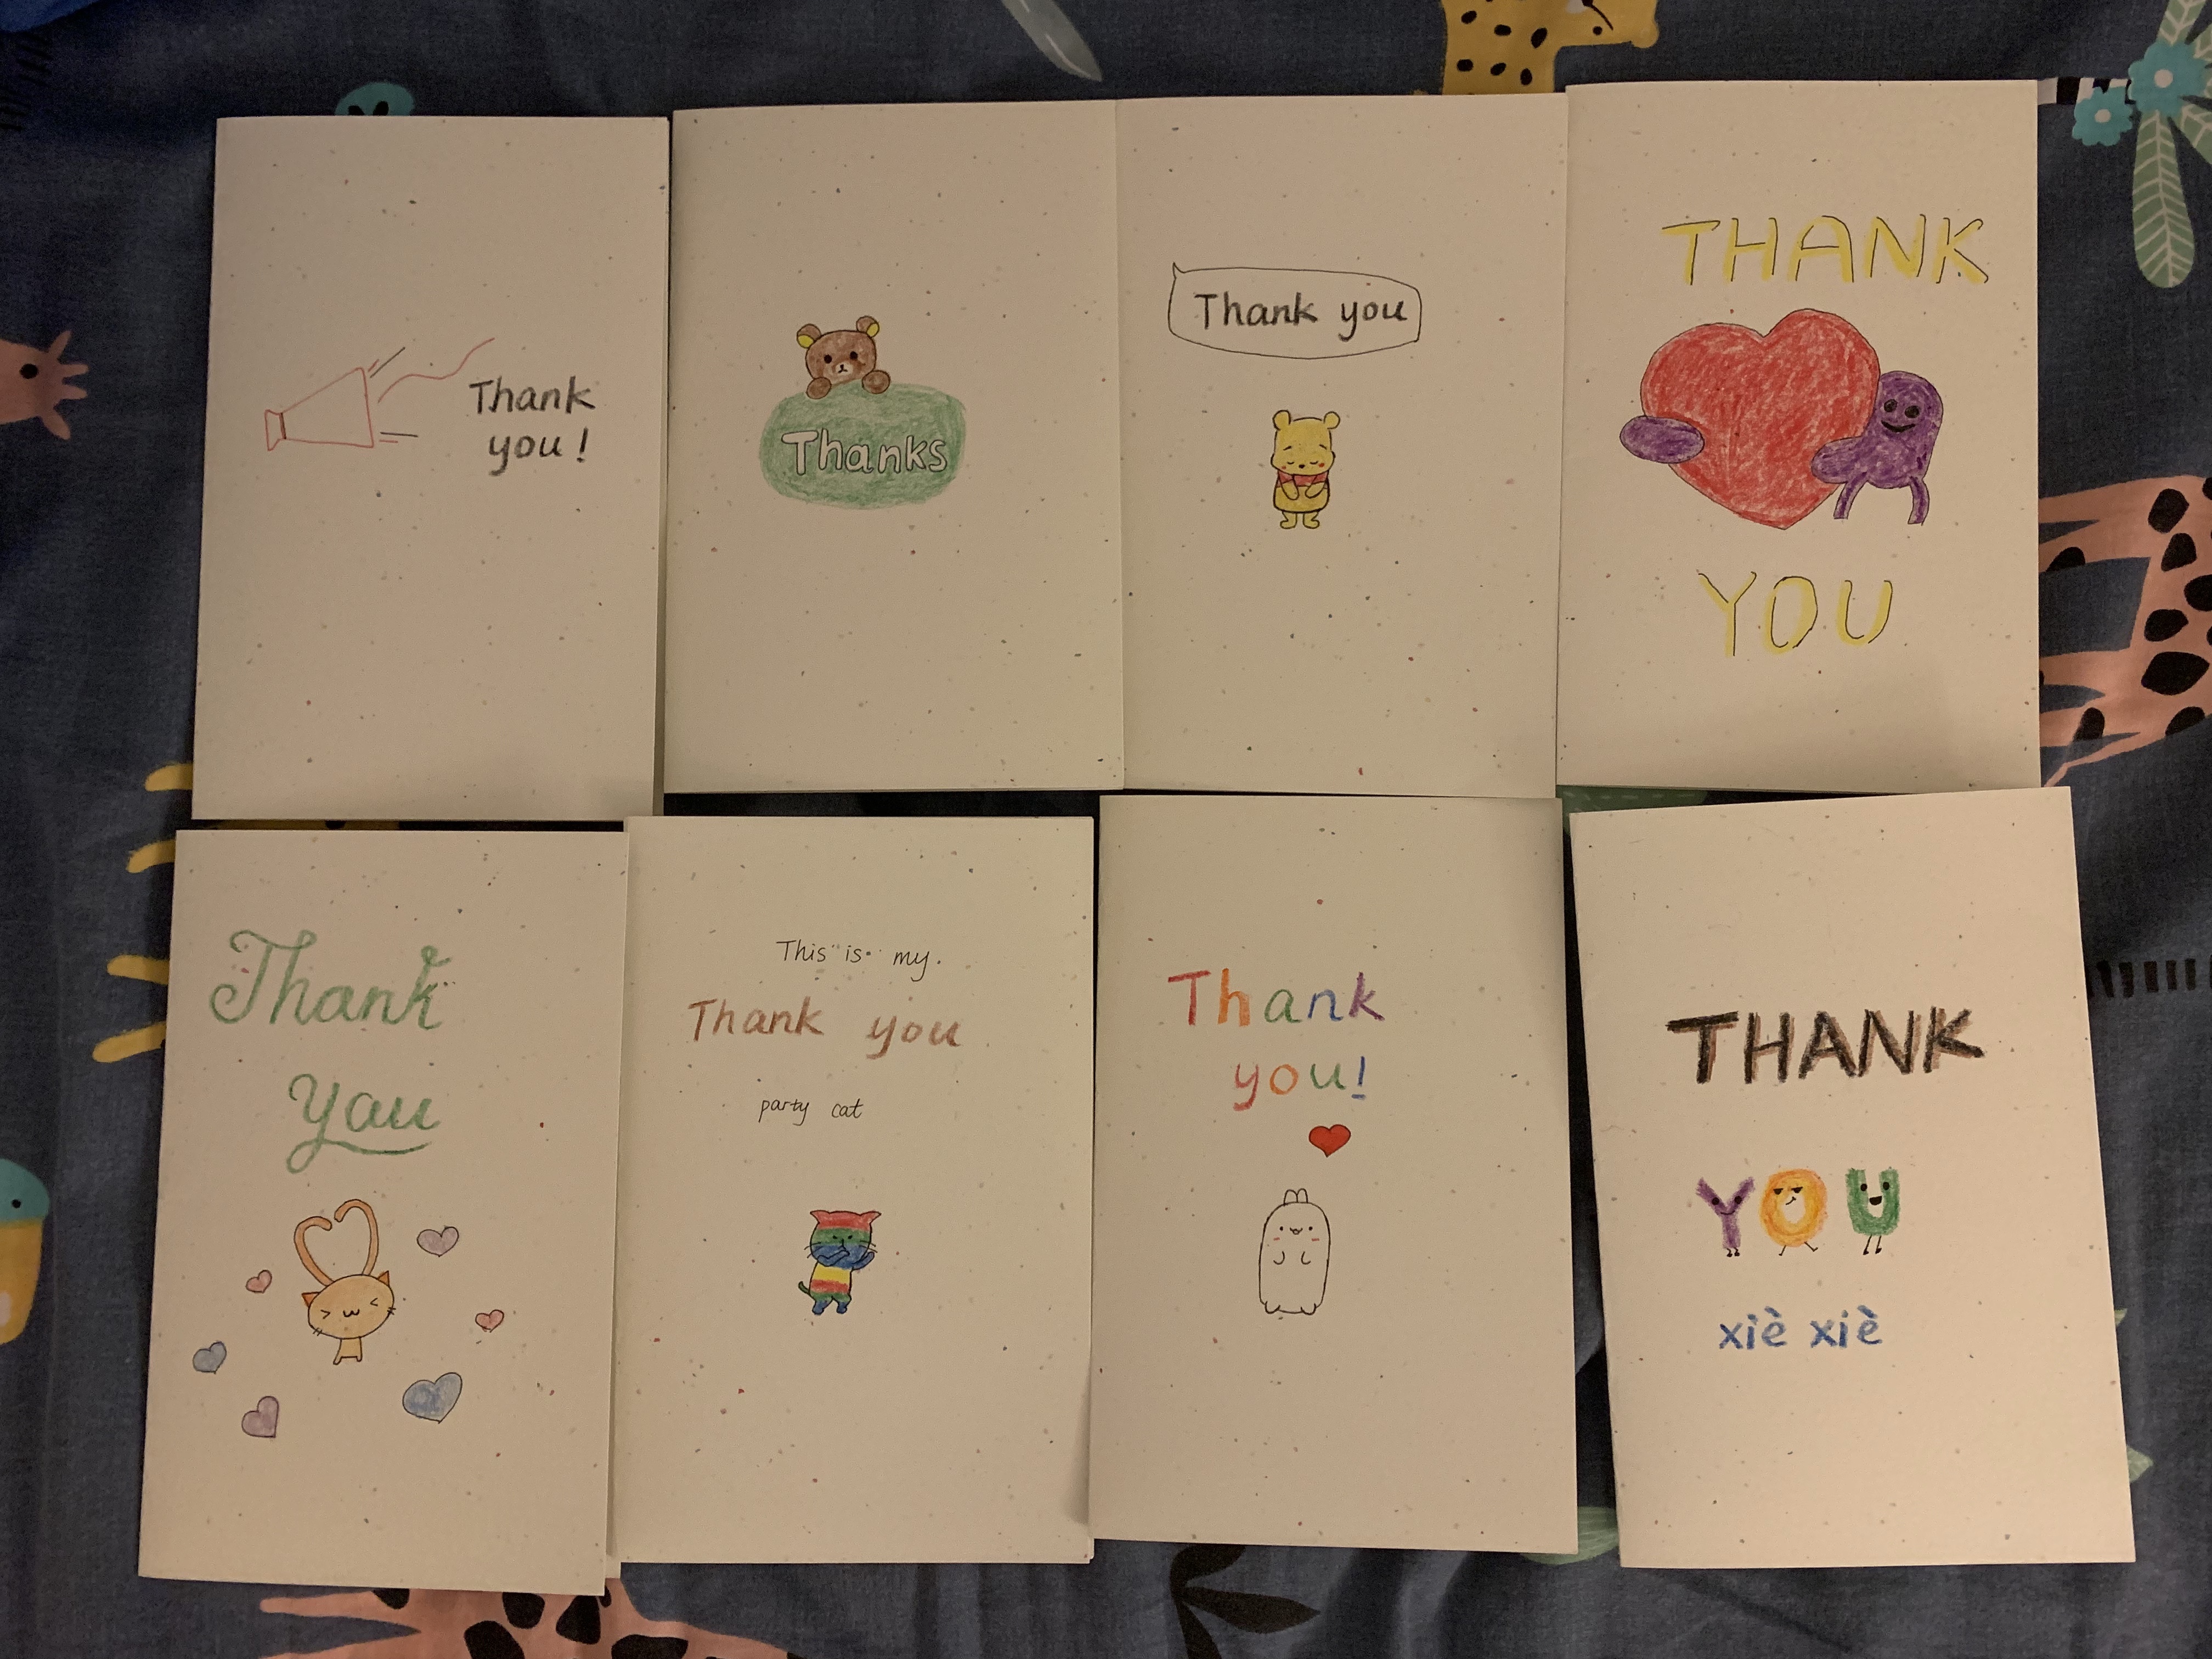 Thank
you!
Thanks
Thank you
THANK
YOU
Thank
you
This is my
Thank you
party cat
Thank
you!
THANK
YOU
xiè xiè